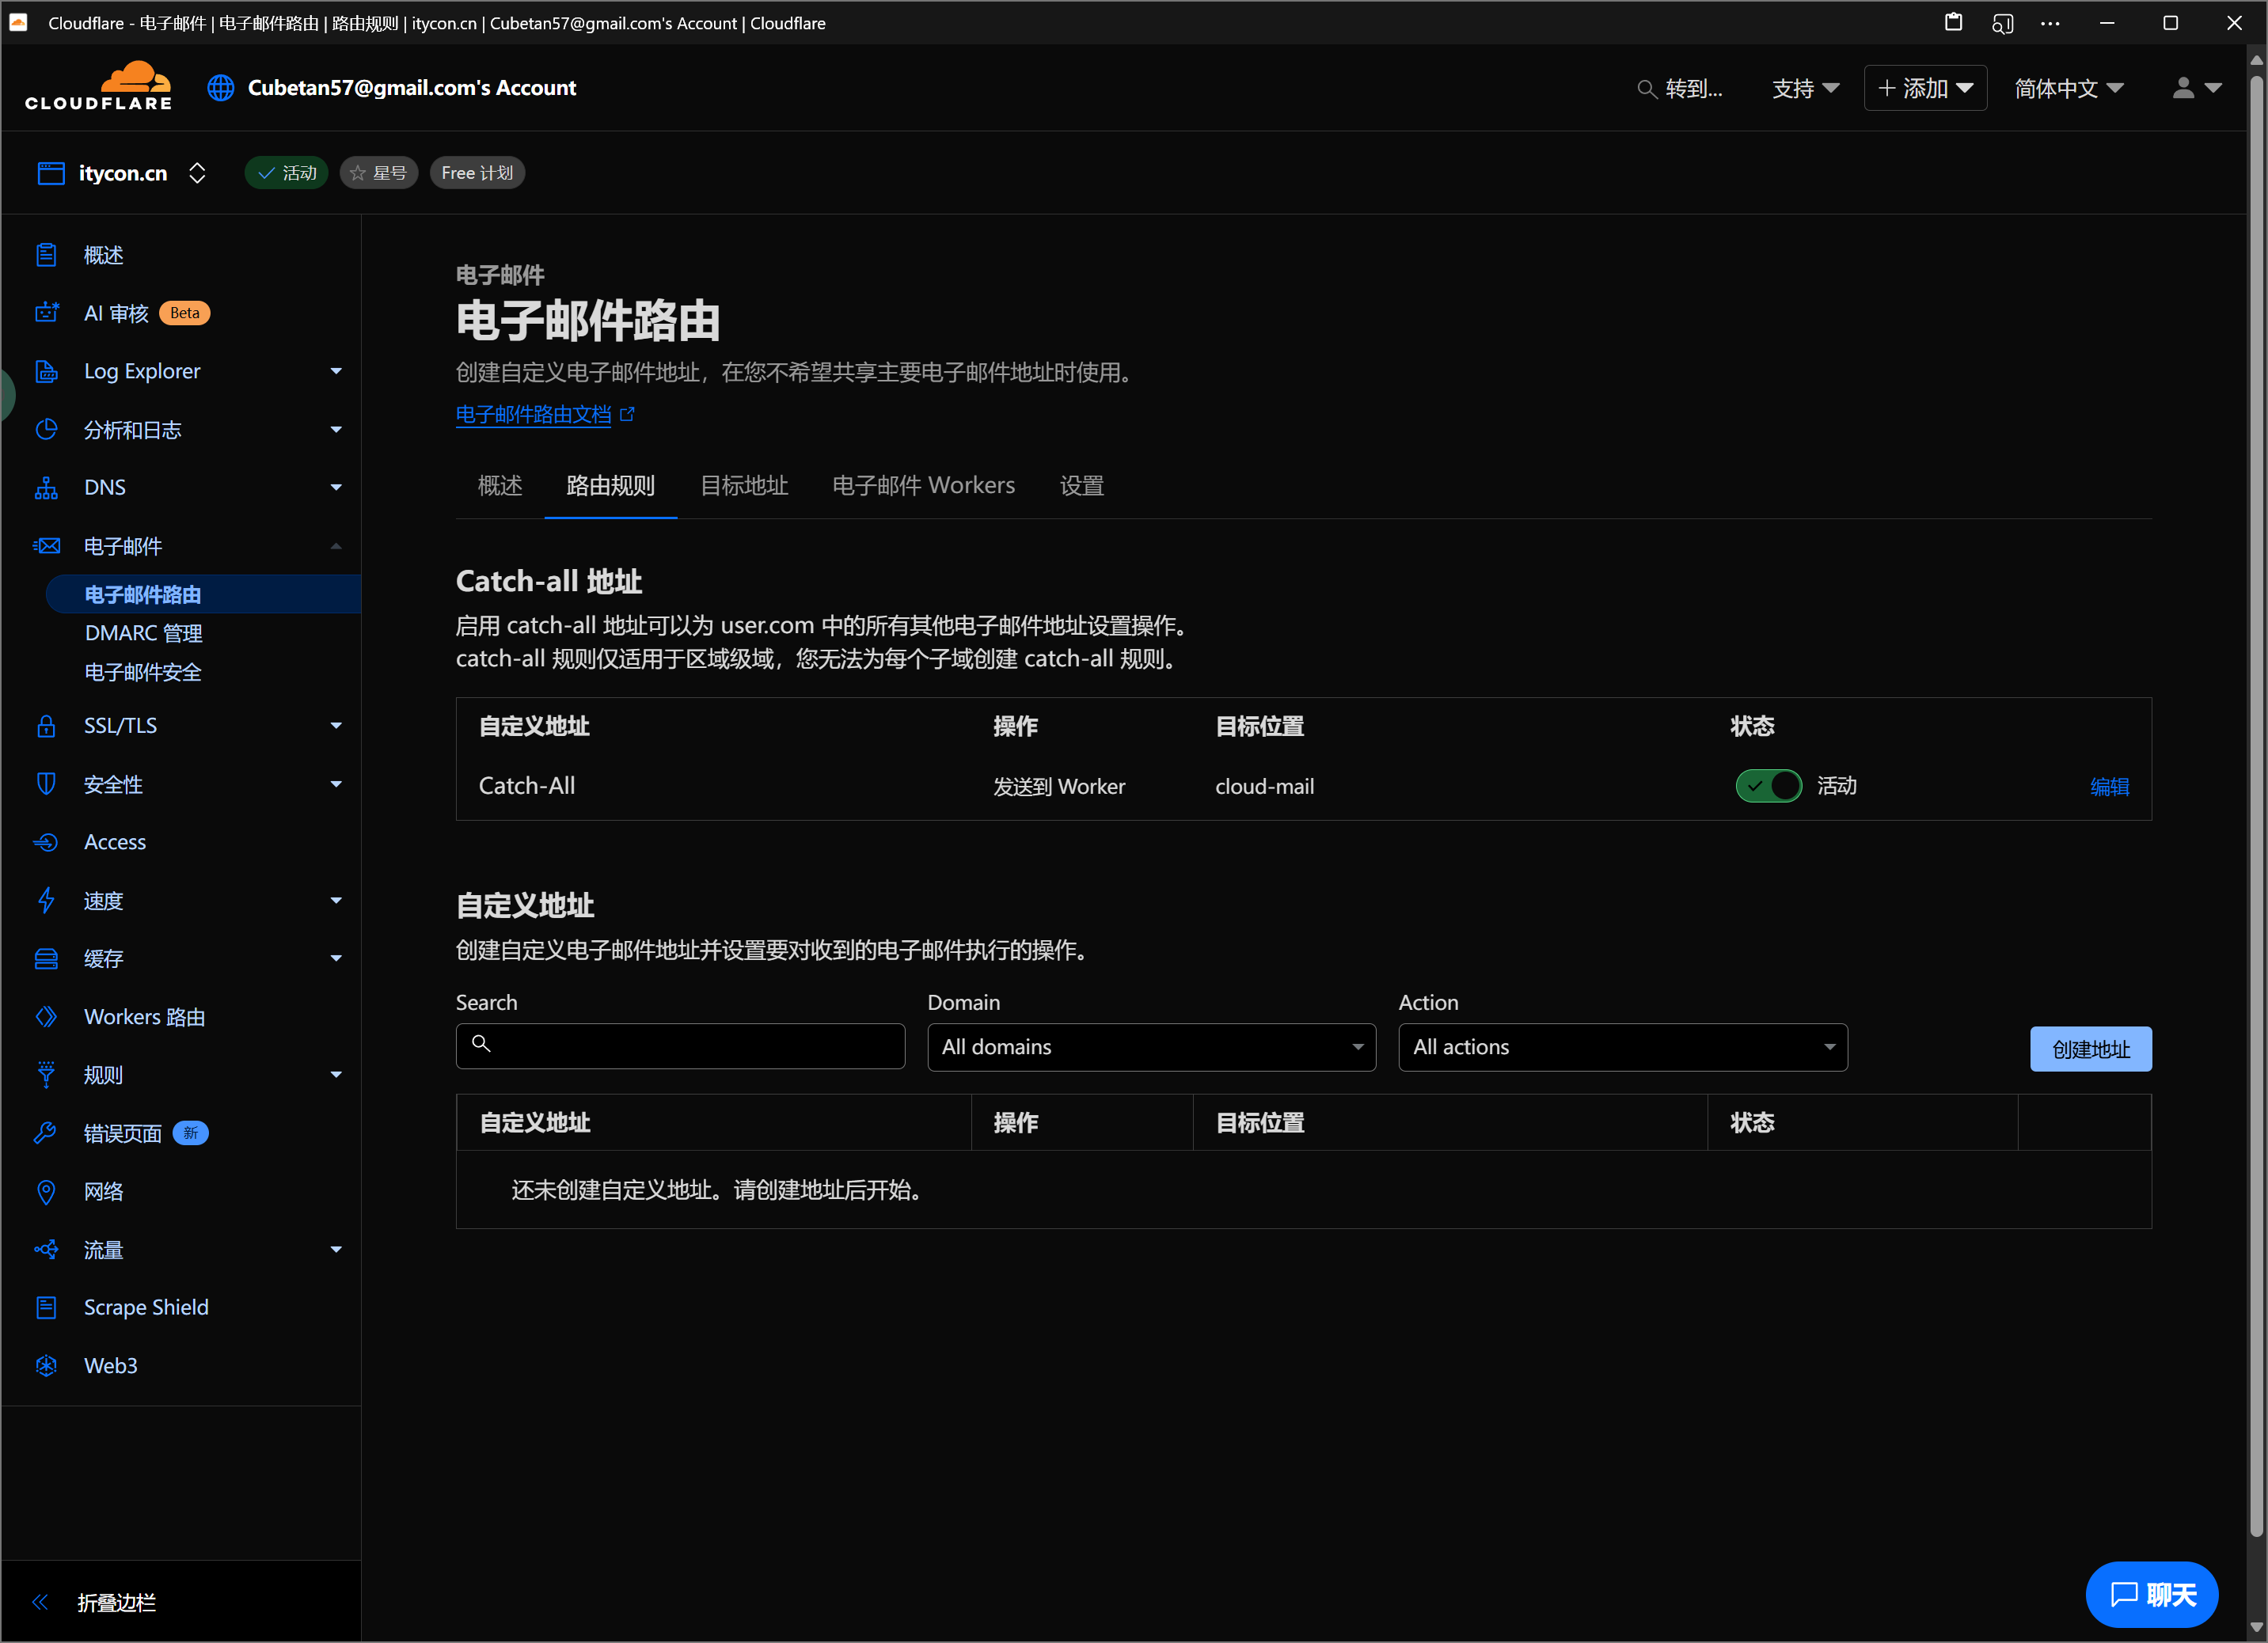 Cloudflare - 电子邮件 | 电子邮件路由 | 路由规则 | itycon.cn | Cubetan57@gmail.com's Account | Cloudflare
CLOUDFLARE
Cubetan57@gmail.com's Account
转到...
支持
添加
简体中文
itycon.cn
活动
星号
Free 计划
概述
AI 审核 Beta
Log Explorer
分析和日志
DNS
电子邮件
电子邮件路由
DMARC 管理
电子邮件安全
SSL/TLS
安全性
Access
速度
缓存
Workers 路由
规则
错误页面 新
网络
流量
Scrape Shield
Web3
折叠边栏
电子邮件
电子邮件路由
创建自定义电子邮件地址，在您不希望共享主要电子邮件地址时使用。
电子邮件路由文档
概述 路由规则 目标地址 电子邮件 Workers 设置
Catch-all 地址
启用 catch-all 地址可以为 user.com 中的所有其他电子邮件地址设置操作。
catch-all 规则仅适用于区域级域，您无法为每个子域创建 catch-all 规则。
自定义地址 操作 目标位置 状态
Catch-All 发送到 Worker cloud-mail 活动 编辑
自定义地址
创建自定义电子邮件地址并设置要对收到的电子邮件执行的操作。
Search Domain Action
All domains All actions 创建地址
自定义地址 操作 目标位置 状态
还未创建自定义地址。请创建地址后开始。
聊天